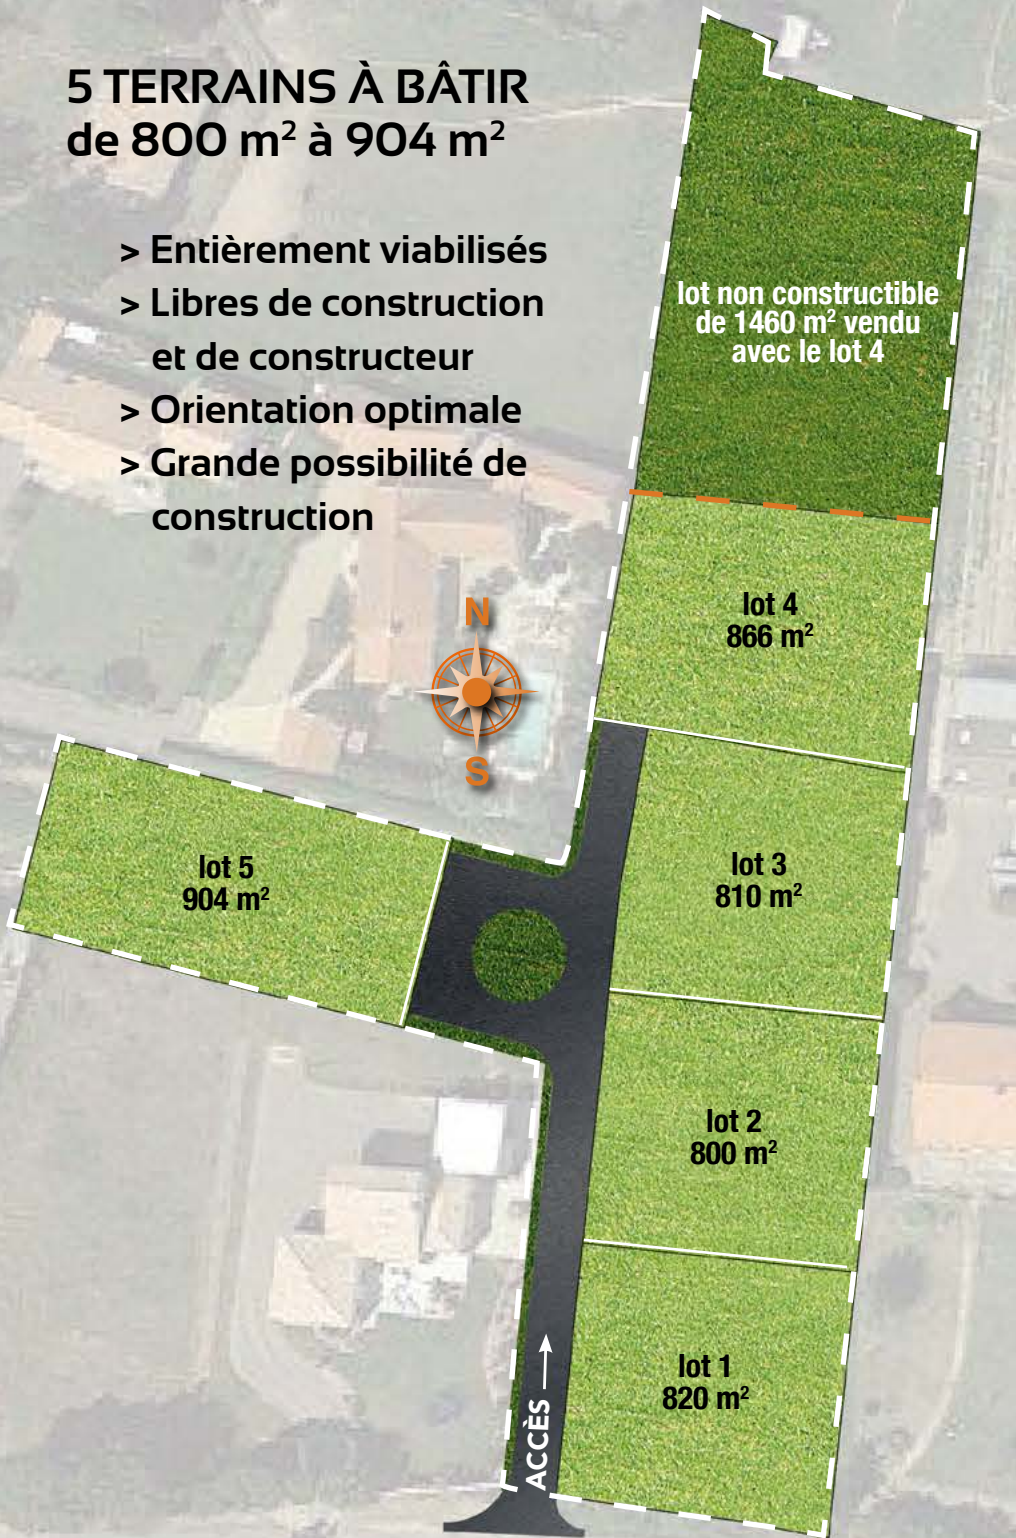 5 TERRAINS À BÂTIR
de 800 m² à 904 m²
> Entièrement viabilisés
> Libres de construction
et de constructeur
> Orientation optimale
> Grande possibilité de
construction
lot non constructible
de 1460 m² vendu
avec le lot 4
lot 4
866 m²
N
S
lot 5
904 m²
lot 3
810 m²
lot 2
800 m²
lot 1
820 m²
ACCÈS